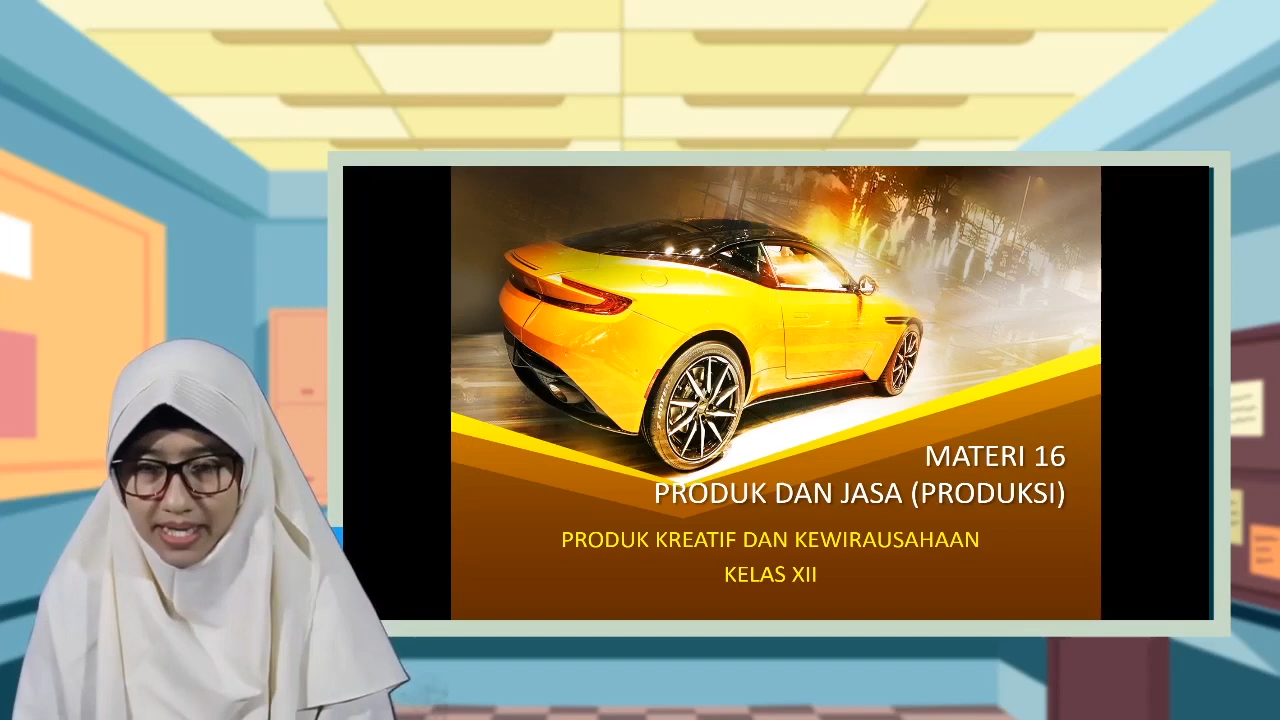 MATERI 16
PRODUK DAN JASA (PRODUKSI)
PRODUK KREATIF DAN KEWIRAUSAHAAN
KELAS XII